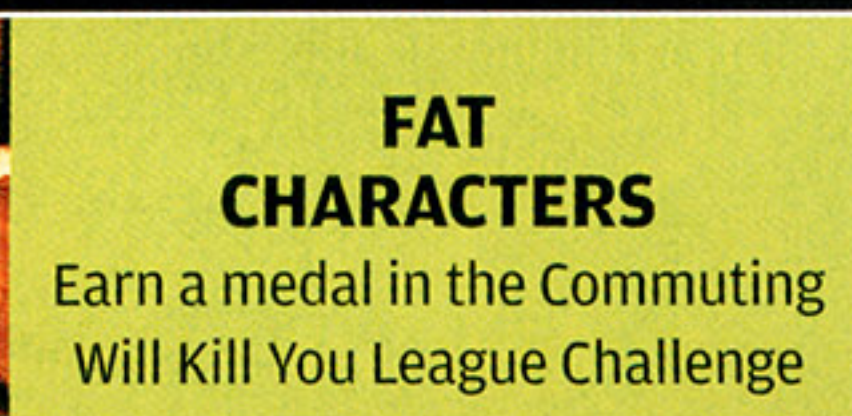 FAT
CHARACTERS
Earn a medal in the Commuting
Will Kill You League Challenge